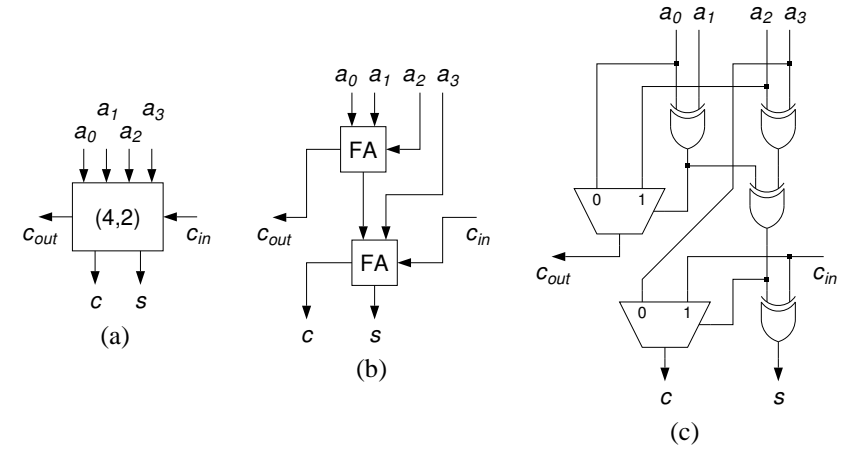 a0 a1 a2 a3
(4,2)
cout cin
c s
(a)
a0 a1 a2 a3
FA
cout cin
FA
c s
(b)
a0 a1 a2 a3
0 1
cout cin
0 1
c s
(c)